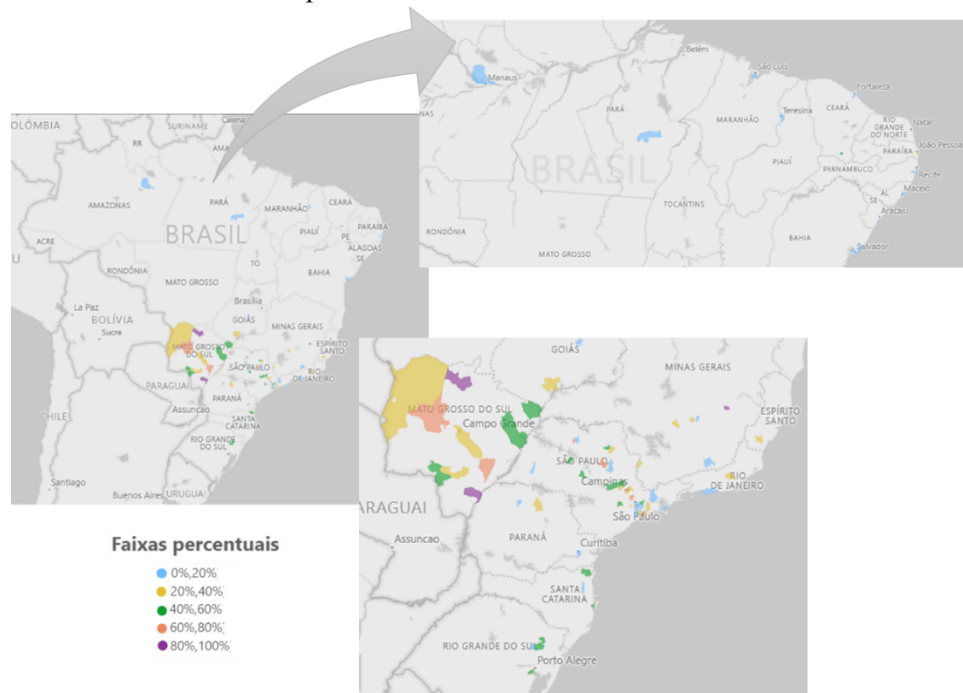 Manaus
Belém
São Luís
Fortaleza
PARÁ
MARANHÃO
Teresina
CEARÁ
RIO GRANDE DO NORTE
Natal
PARAÍBA
João Pessoa
BRASIL
PIAUÍ
PERNAMBUCO
Recife
AL
Maceió
SE
Aracaju
TOCANTINS
RONDÔNIA
MATO GROSSO
BAHIA
Salvador
OLÔMBIA
SURINAME
Caiena
RR
AMA
AMAZONAS
PARÁ
MARANHÃO
CEARÁ
BRASIL
PIAUÍ
PE
PARAÍBA
ALAGOAS
SE
ACRE
RONDÔNIA
TO
BAHIA
MATO GROSSO
La Paz
BOLÍVIA
Sucre
Brasília
GOIÁS
MINAS GERAIS
MATO GROSSO DO SUL
ESPÍRITO SANTO
SÃO PAULO
RIO DE JANEIRO
PARAGUAI
PARANÁ
Assuncao
CHILE
SANTA CATARINA
RIO GRANDE DO SUL
Santiago
Buenos Aires
URUGUAI
GOIÁS
MINAS GERAIS
MATO GROSSO DO SUL
Campo Grande
ESPÍRITO SANTO
SÃO PAULO
Campinas
RIO DE JANEIRO
ARAGUAI
São Paulo
Assuncao
PARANÁ
Curitiba
SANTA CATARINA
RIO GRANDE DO SUL
Porto Alegre
Faixas percentuais
0%,20%
20%,40%
40%,60%
60%,80%
80%,100%